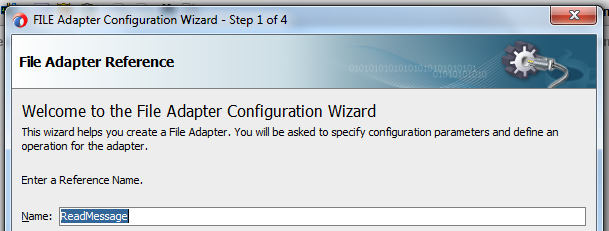 FILE Adapter Configuration Wizard - Step 1 of 4
File Adapter Reference
Welcome to the File Adapter Configuration Wizard
This wizard helps you create a File Adapter. You will be asked to specify configuration parameters and define an
operation for the adapter.
Enter a Reference Name.
Name: ReadMessage